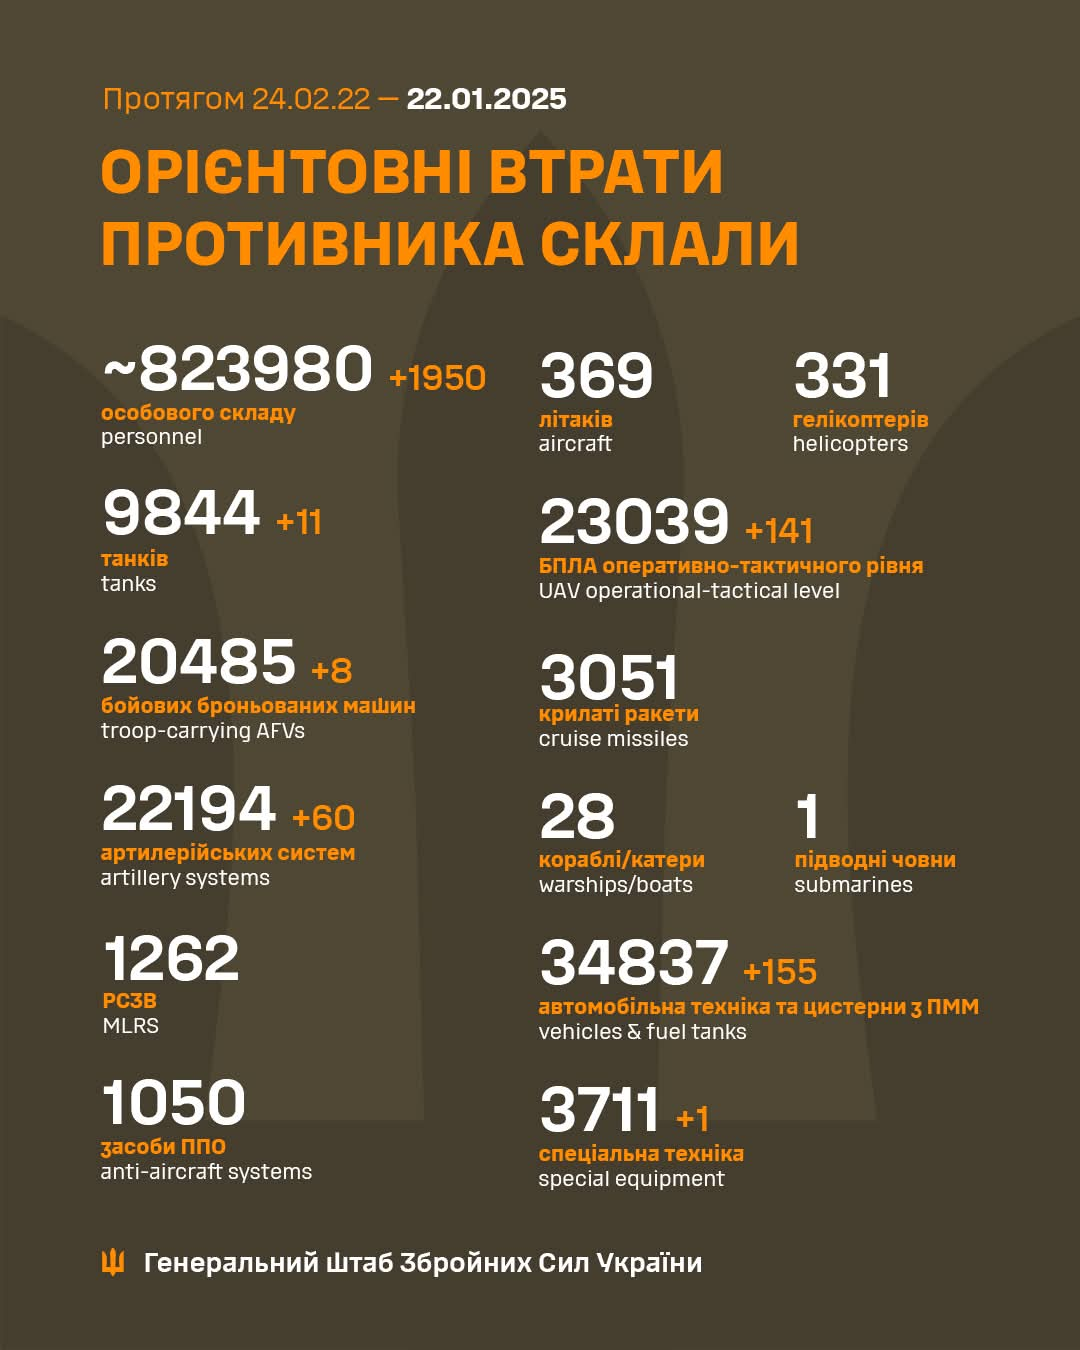 Протягом 24.02.22 — 22.01.2025
ОРІЄНТОВНІ ВТРАТИ
ПРОТИВНИКА СКЛАЛИ
~823980 +1950
особового складу
personnel
369
літаків
aircraft
331
гелікоптерів
helicopters
9844 +11
танків
tanks
23039 +141
БПЛА оперативно-тактичного рівня
UAV operational-tactical level
20485 +8
бойових броньованих машин
troop-carrying AFVs
3051
крилаті ракети
cruise missiles
22194 +60
артилерійських систем
artillery systems
28
кораблі/катери
warships/boats
1
підводні човни
submarines
1262
РСЗВ
MLRS
34837 +155
автомобільна техніка та цистерни з ПММ
vehicles & fuel tanks
1050
засоби ППО
anti-aircraft systems
3711 +1
спеціальна техніка
special equipment
Генеральний штаб Збройних Сил України